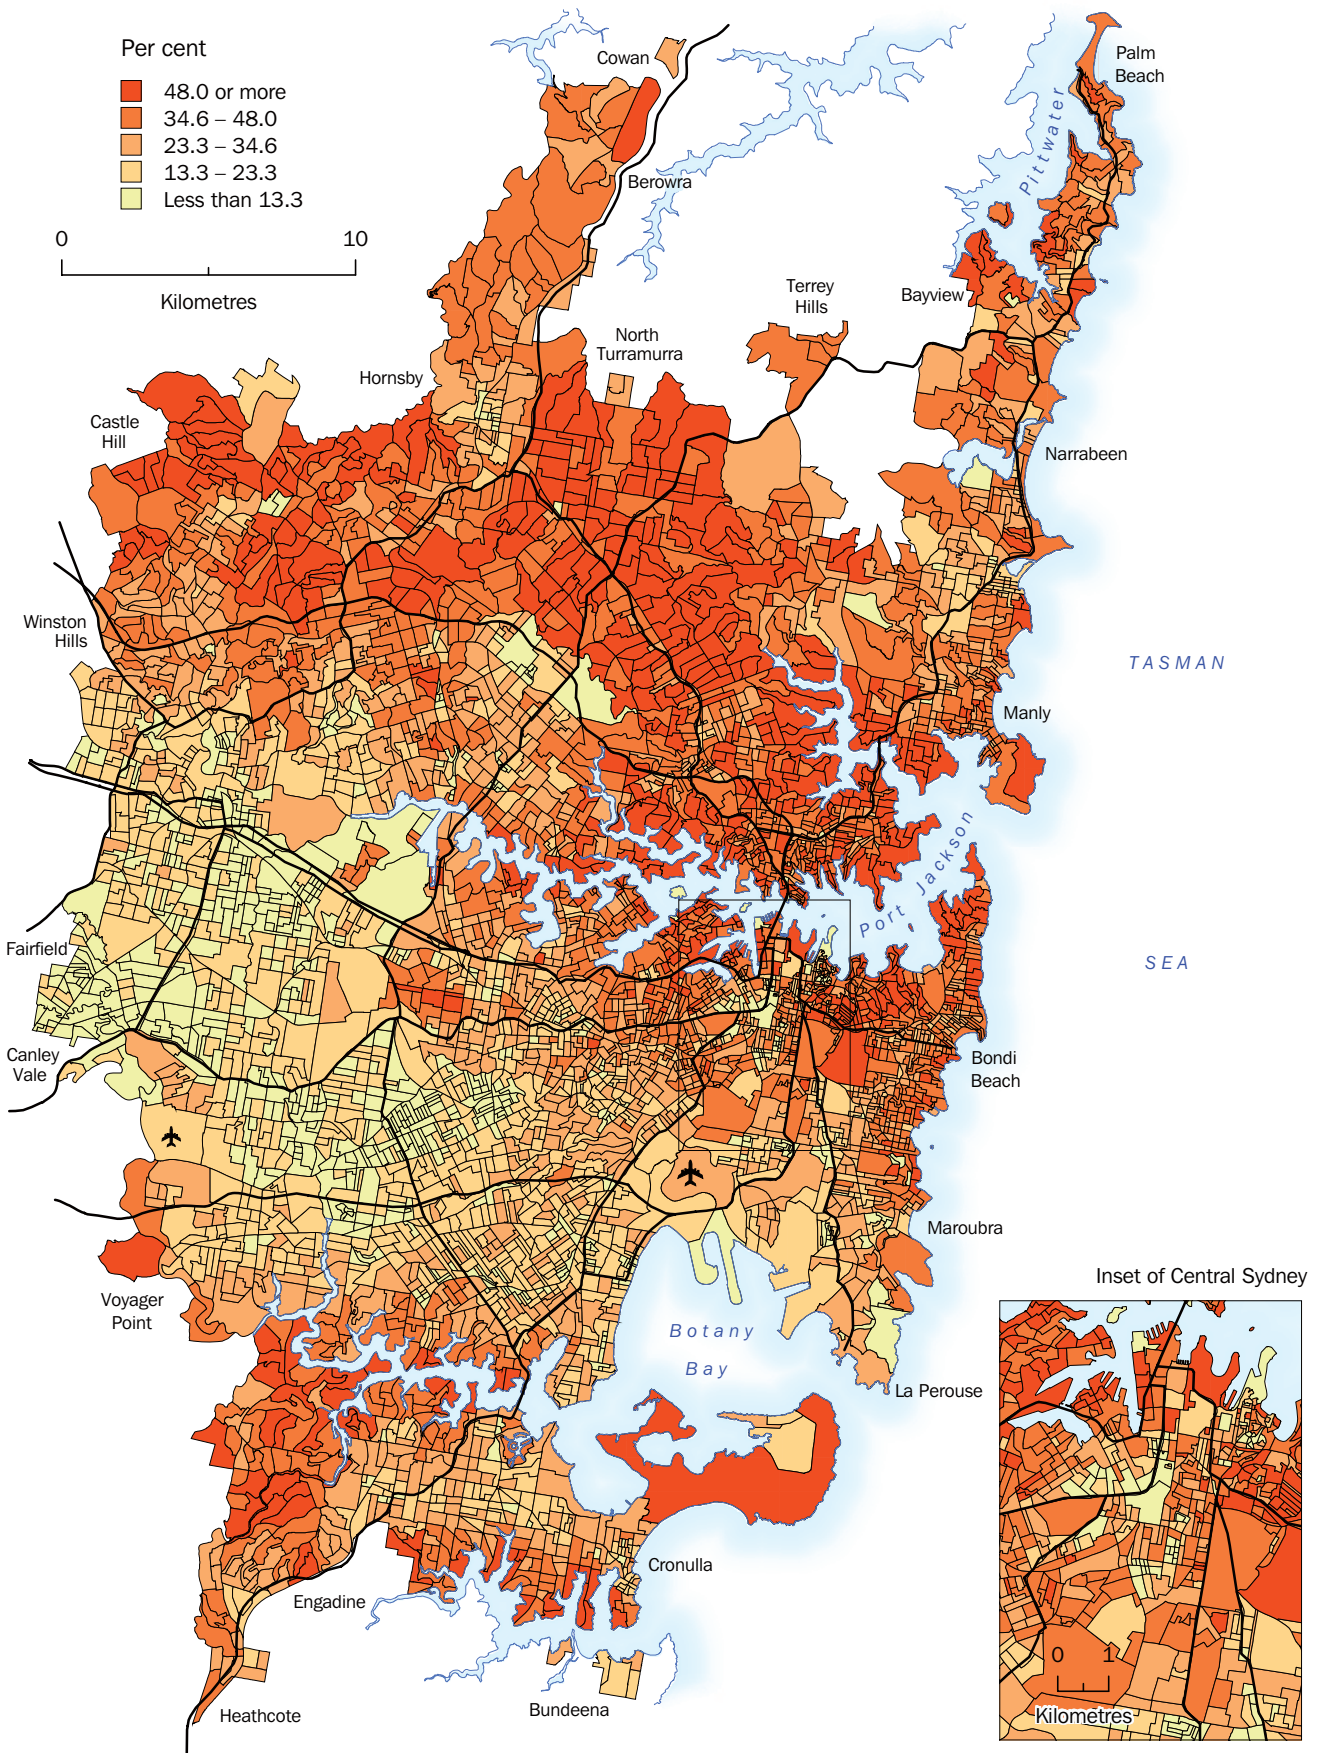 Per cent
48.0 or more
34.6 – 48.0
23.3 – 34.6
13.3 – 23.3
Less than 13.3
0 10
Kilometres
Cowan
Palm
Beach
Pittwater
Berowra
Terrey
Hills
Bayview
North
Turramurra
Hornsby
Castle
Hill
Narrabeen
Winston
Hills
TASMAN
Manly
Port Jackson
Fairfield
SEA
Canley
Vale
Bondi
Beach
Maroubra
Voyager
Point
Inset of Central Sydney
Botany
Bay
La Perouse
Cronulla
Engadine
Bundeena
Heathcote
0 1
Kilometres